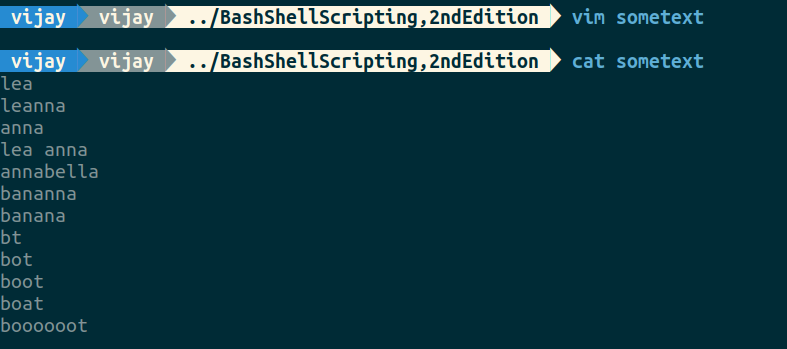 vijay vijay ../BashShellScripting,2ndEdition vim sometext
vijay vijay ../BashShellScripting,2ndEdition cat sometext
lea
leanna
anna
lea anna
annabella
bananna
banana
bt
bot
boot
boat
boooooot